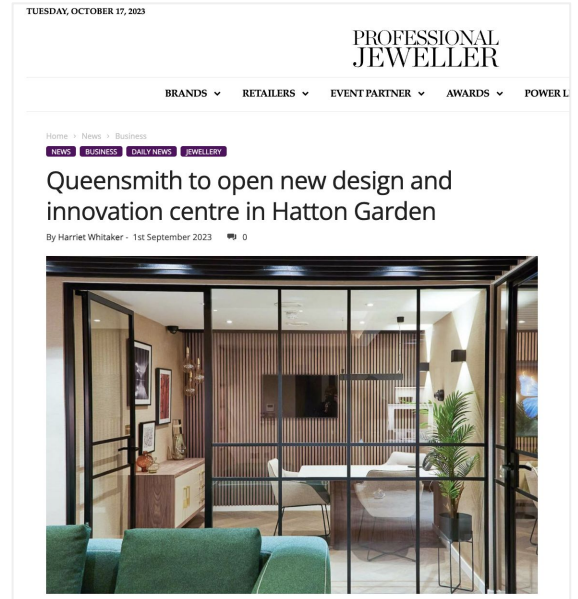 TUESDAY, OCTOBER 17, 2023
PROFESSIONAL
JEWELLER
BRANDS RETAILERS EVENT PARTNER AWARDS POWER L
Home > News > Business
NEWS BUSINESS DAILY NEWS JEWELLERY
Queensmith to open new design and
innovation centre in Hatton Garden
By Harriet Whitaker - 1st September 2023 0